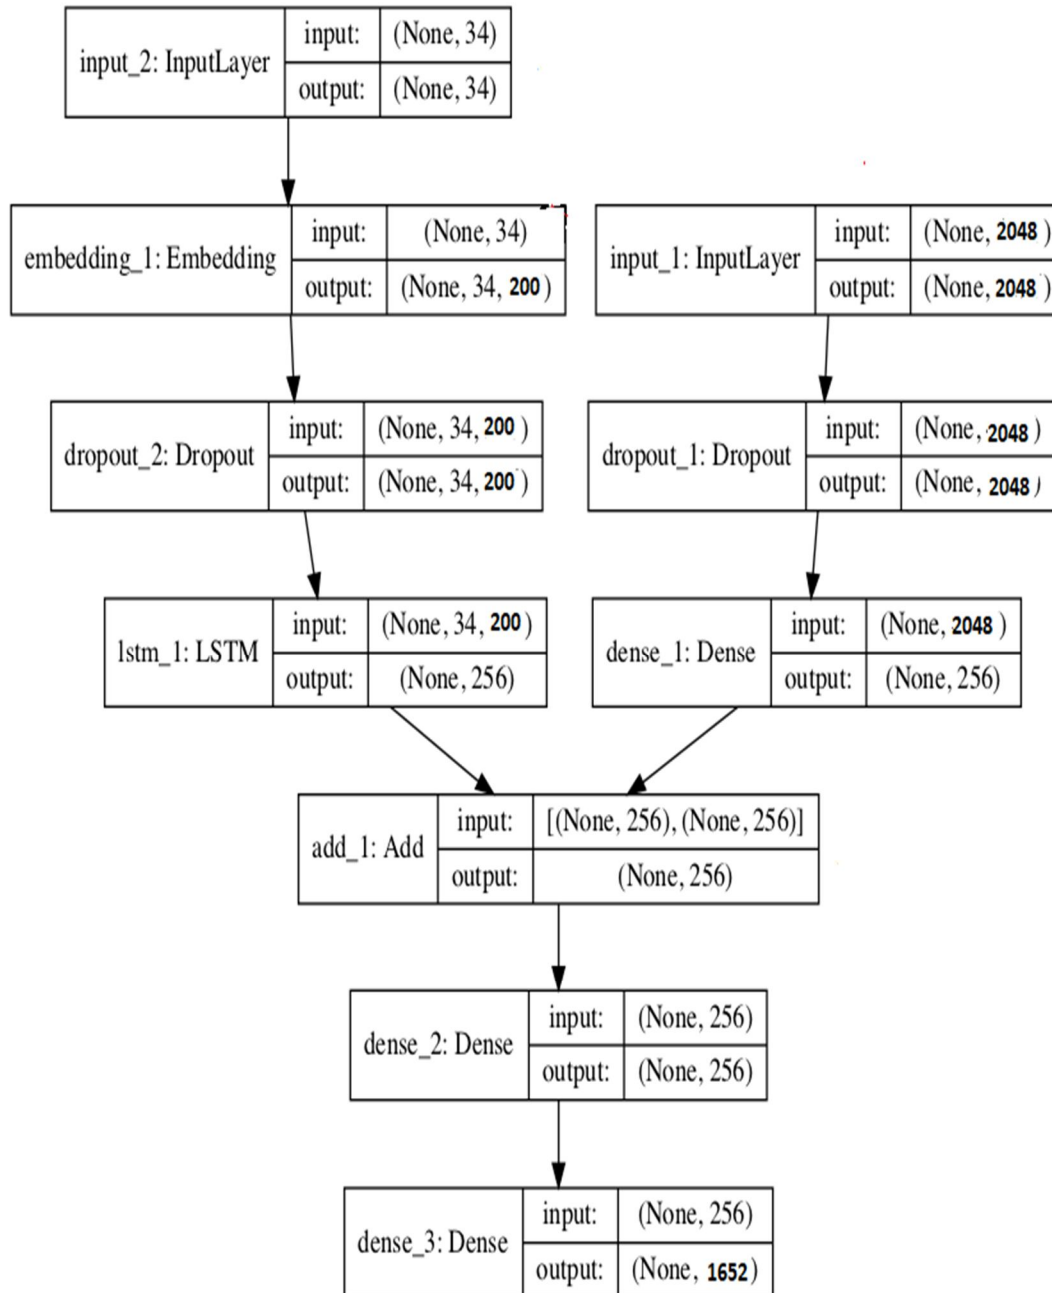 input_2: InputLayer
input: (None, 34)
output: (None, 34)
embedding_1: Embedding
input: (None, 34)
output: (None, 34, 200)
input_1: InputLayer
input: (None, 2048)
output: (None, 2048)
dropout_2: Dropout
input: (None, 34, 200)
output: (None, 34, 200)
dropout_1: Dropout
input: (None, 2048)
output: (None, 2048)
lstm_1: LSTM
input: (None, 34, 200)
output: (None, 256)
dense_1: Dense
input: (None, 2048)
output: (None, 256)
add_1: Add
input: [(None, 256), (None, 256)]
output: (None, 256)
dense_2: Dense
input: (None, 256)
output: (None, 256)
dense_3: Dense
input: (None, 256)
output: (None, 1652)